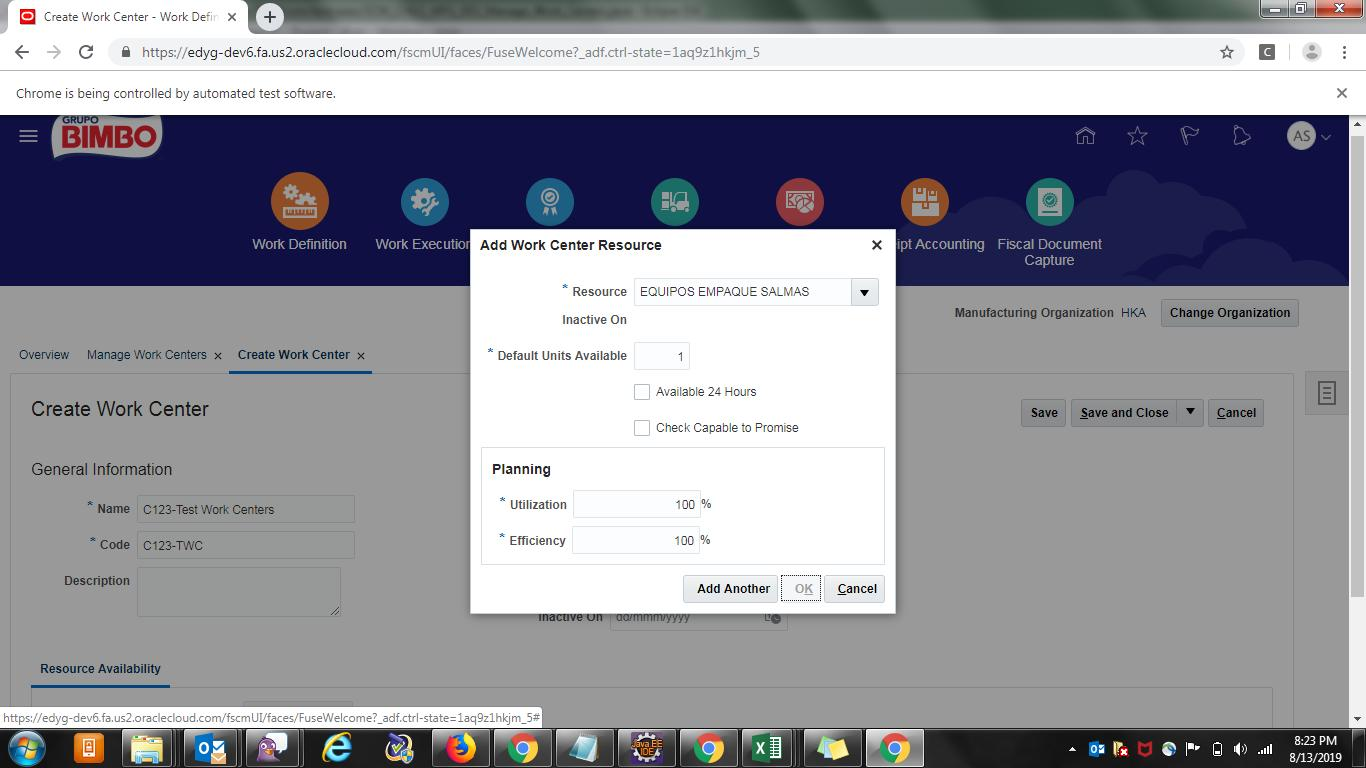 Create Work Center - Work Defin
https://edyg-dev6.fa.us2.oraclecloud.com/fscmUI/faces/FuseWelcome?_adf.ctrl-state=1aq9z1hkjm_5
C
Chrome is being controlled by automated test software.
GRUPO
BIMBO
AS
Work Definition
Work Execution
ipt Accounting
Fiscal Document
Capture
Add Work Center Resource
* Resource EQUIPOS EMPAQUE SALMAS
Inactive On
* Default Units Available 1
Available 24 Hours
Check Capable to Promise
Planning
* Utilization 100 %
* Efficiency 100 %
Add Another OK Cancel
Manufacturing Organization HKA Change Organization
Overview Manage Work Centers Create Work Center
Create Work Center
Save Save and Close Cancel
General Information
* Name C123-Test Work Centers
* Code C123-TWC
Description
Inactive On dd/mmm/yyyy
Resource Availability
https://edyg-dev6.fa.us2.oraclecloud.com/fscmUI/faces/FuseWelcome?_adf.ctrl-state=1aq9z1hkjm_5#
Java EE
IDE
8:23 PM
8/13/2019